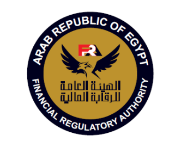 ARAB REPUBLIC OF EGYPT
FR
الهيئة العامة
للرقابة المالية
FINANCIAL REGULATORY AUTHORITY